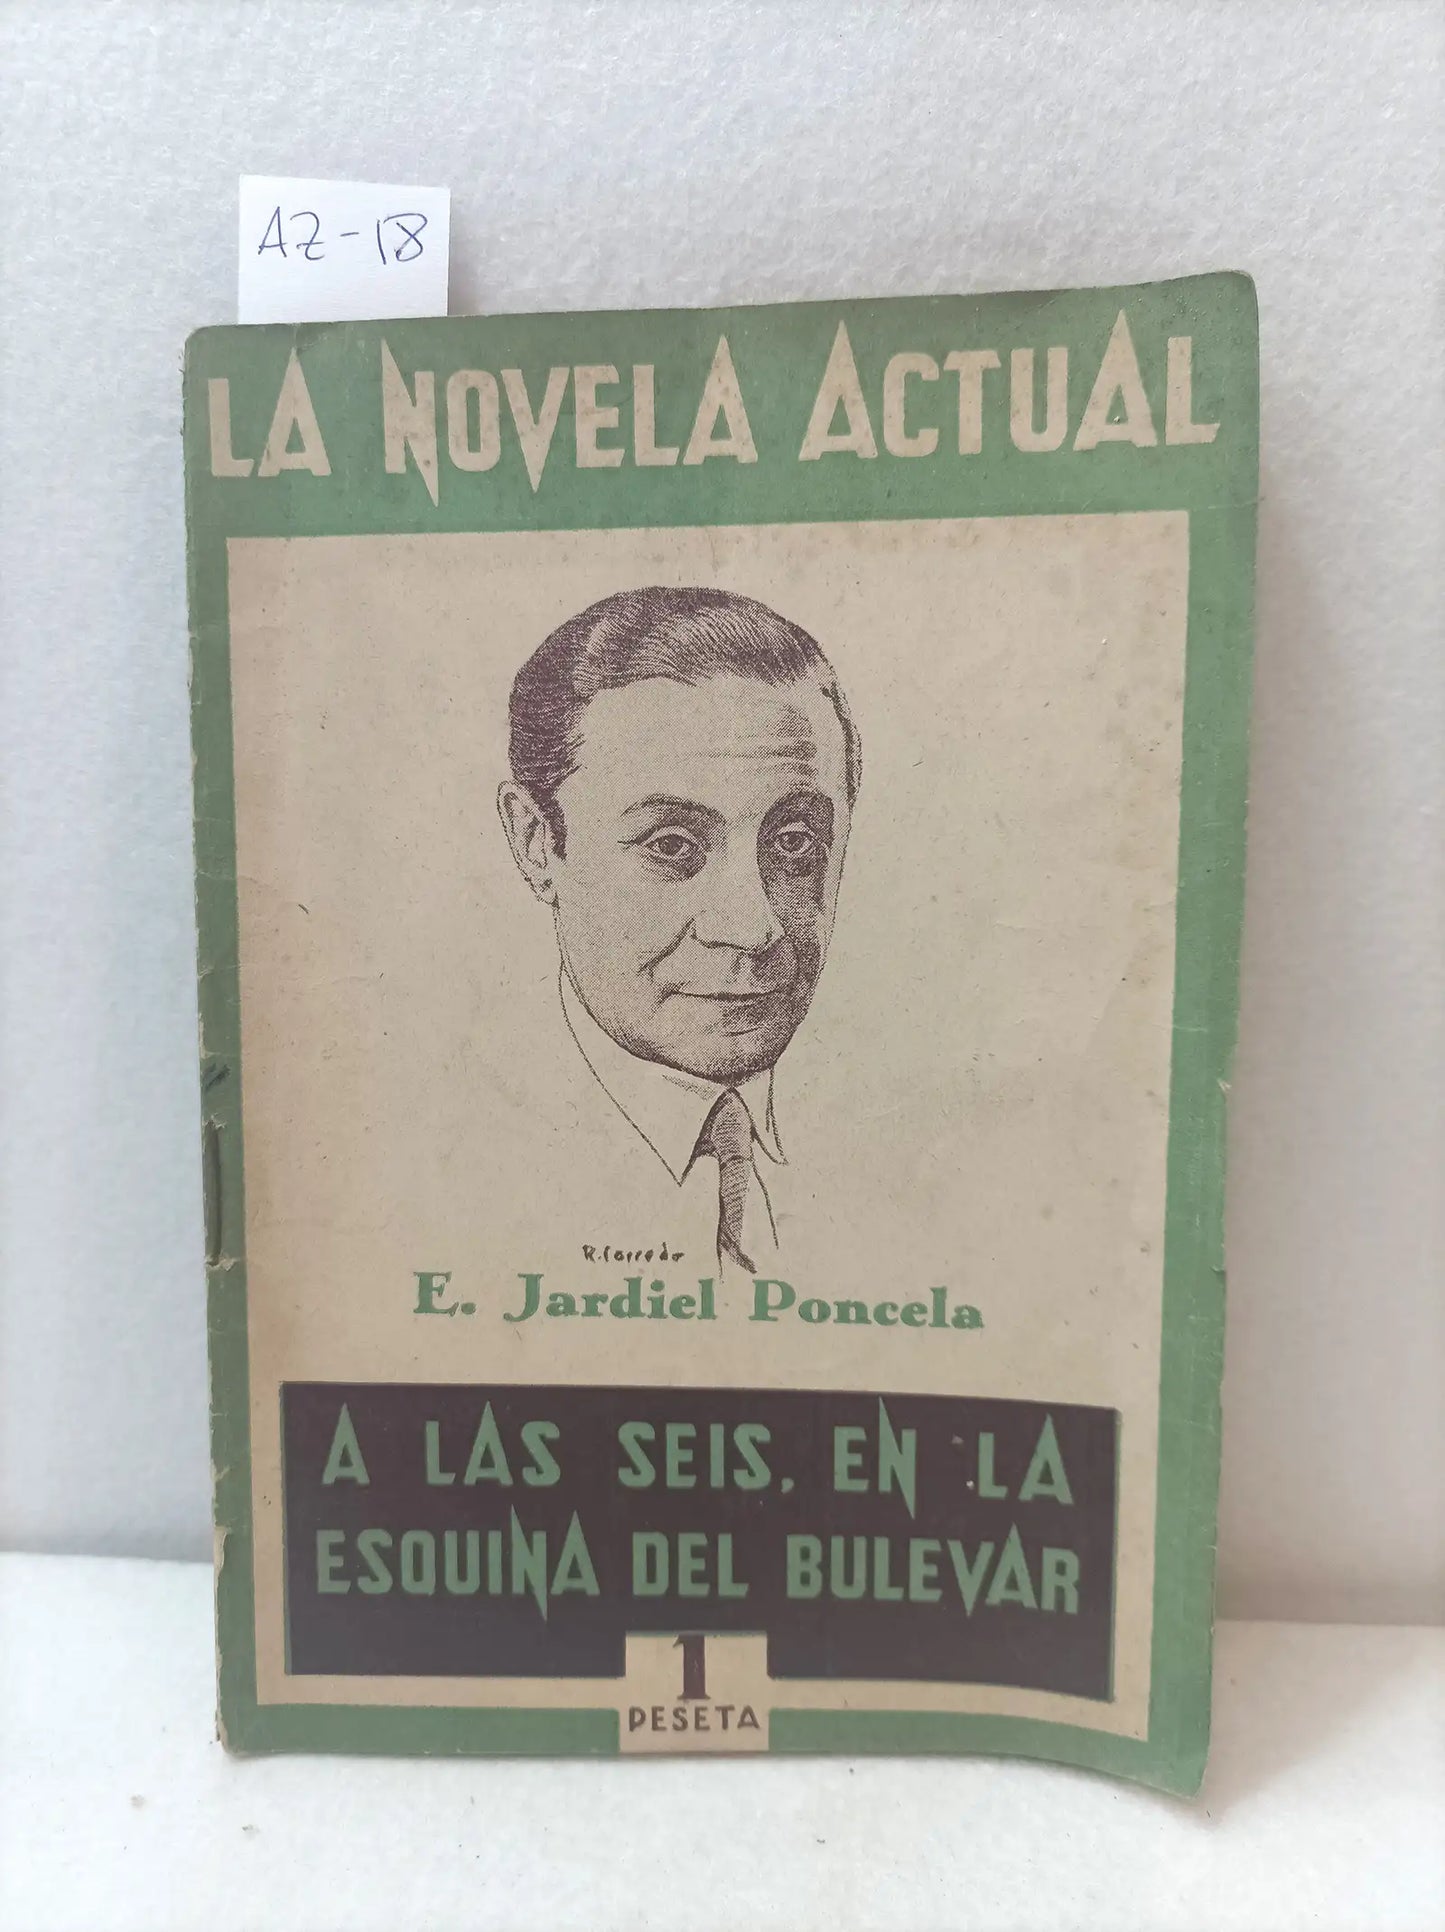 AZ-18
LA NOVELA ACTUAL
E. Jardiel Poncela
A LAS SEIS, EN LA
ESQUINA DEL BULEVAR
1
PESETA